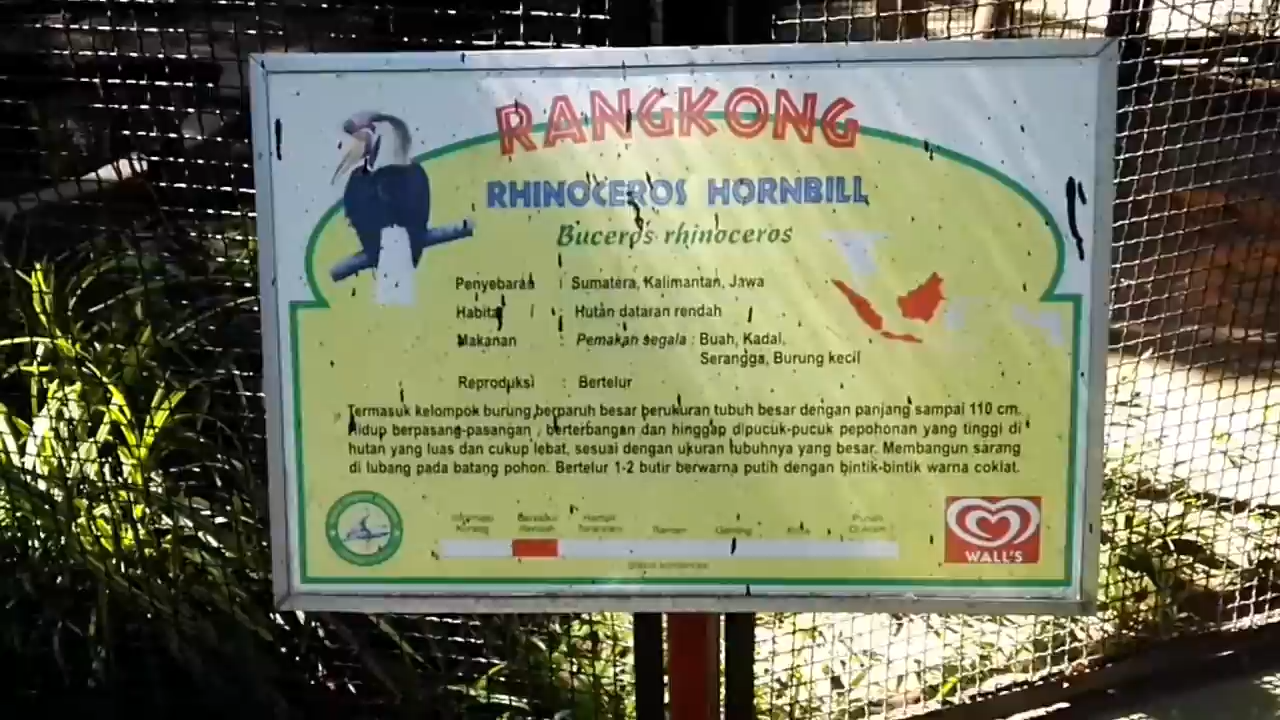 RANGKONG
RHINOCEROS HORNBILL
Buceros rhinoceros
Penyebaran : Sumatera, Kalimantan, Jawa
Habitat : Hutan dataran rendah
Makanan : Pemakan segala : Buah, Kadal,
Serangga, Burung kecil
Reproduksi : Bertelur
Termasuk kelompok burung berparuh besar berukuran tubuh besar dengan panjang sampai 110 cm.
Hidup berpasang-pasangan , berterbangan dan hinggap dipucuk-pucuk pepohonan yang tinggi di
hutan yang luas dan cukup lebat, sesuai dengan ukuran tubuhnya yang besar. Membangun sarang
di lubang pada batang pohon. Bertelur 1-2 butir berwarna putih dengan bintik-bintik warna coklat.
WALL'S